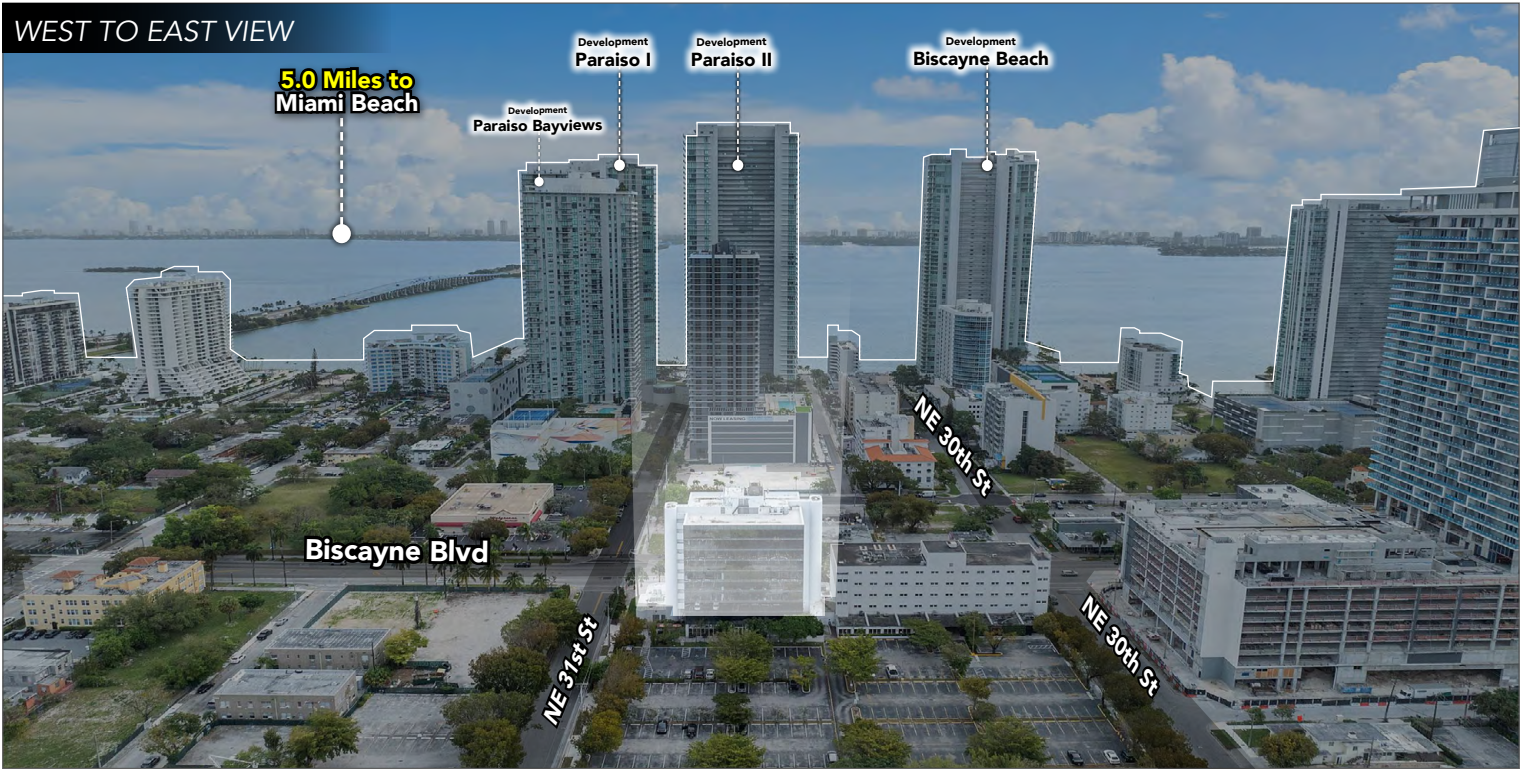 WEST TO EAST VIEW
5.0 Miles to
Miami Beach
Development
Paraiso Bayviews
Development
Paraiso I
Development
Paraiso II
Development
Biscayne Beach
NE 30th St
Biscayne Blvd
NE 31st St
NE 30th St